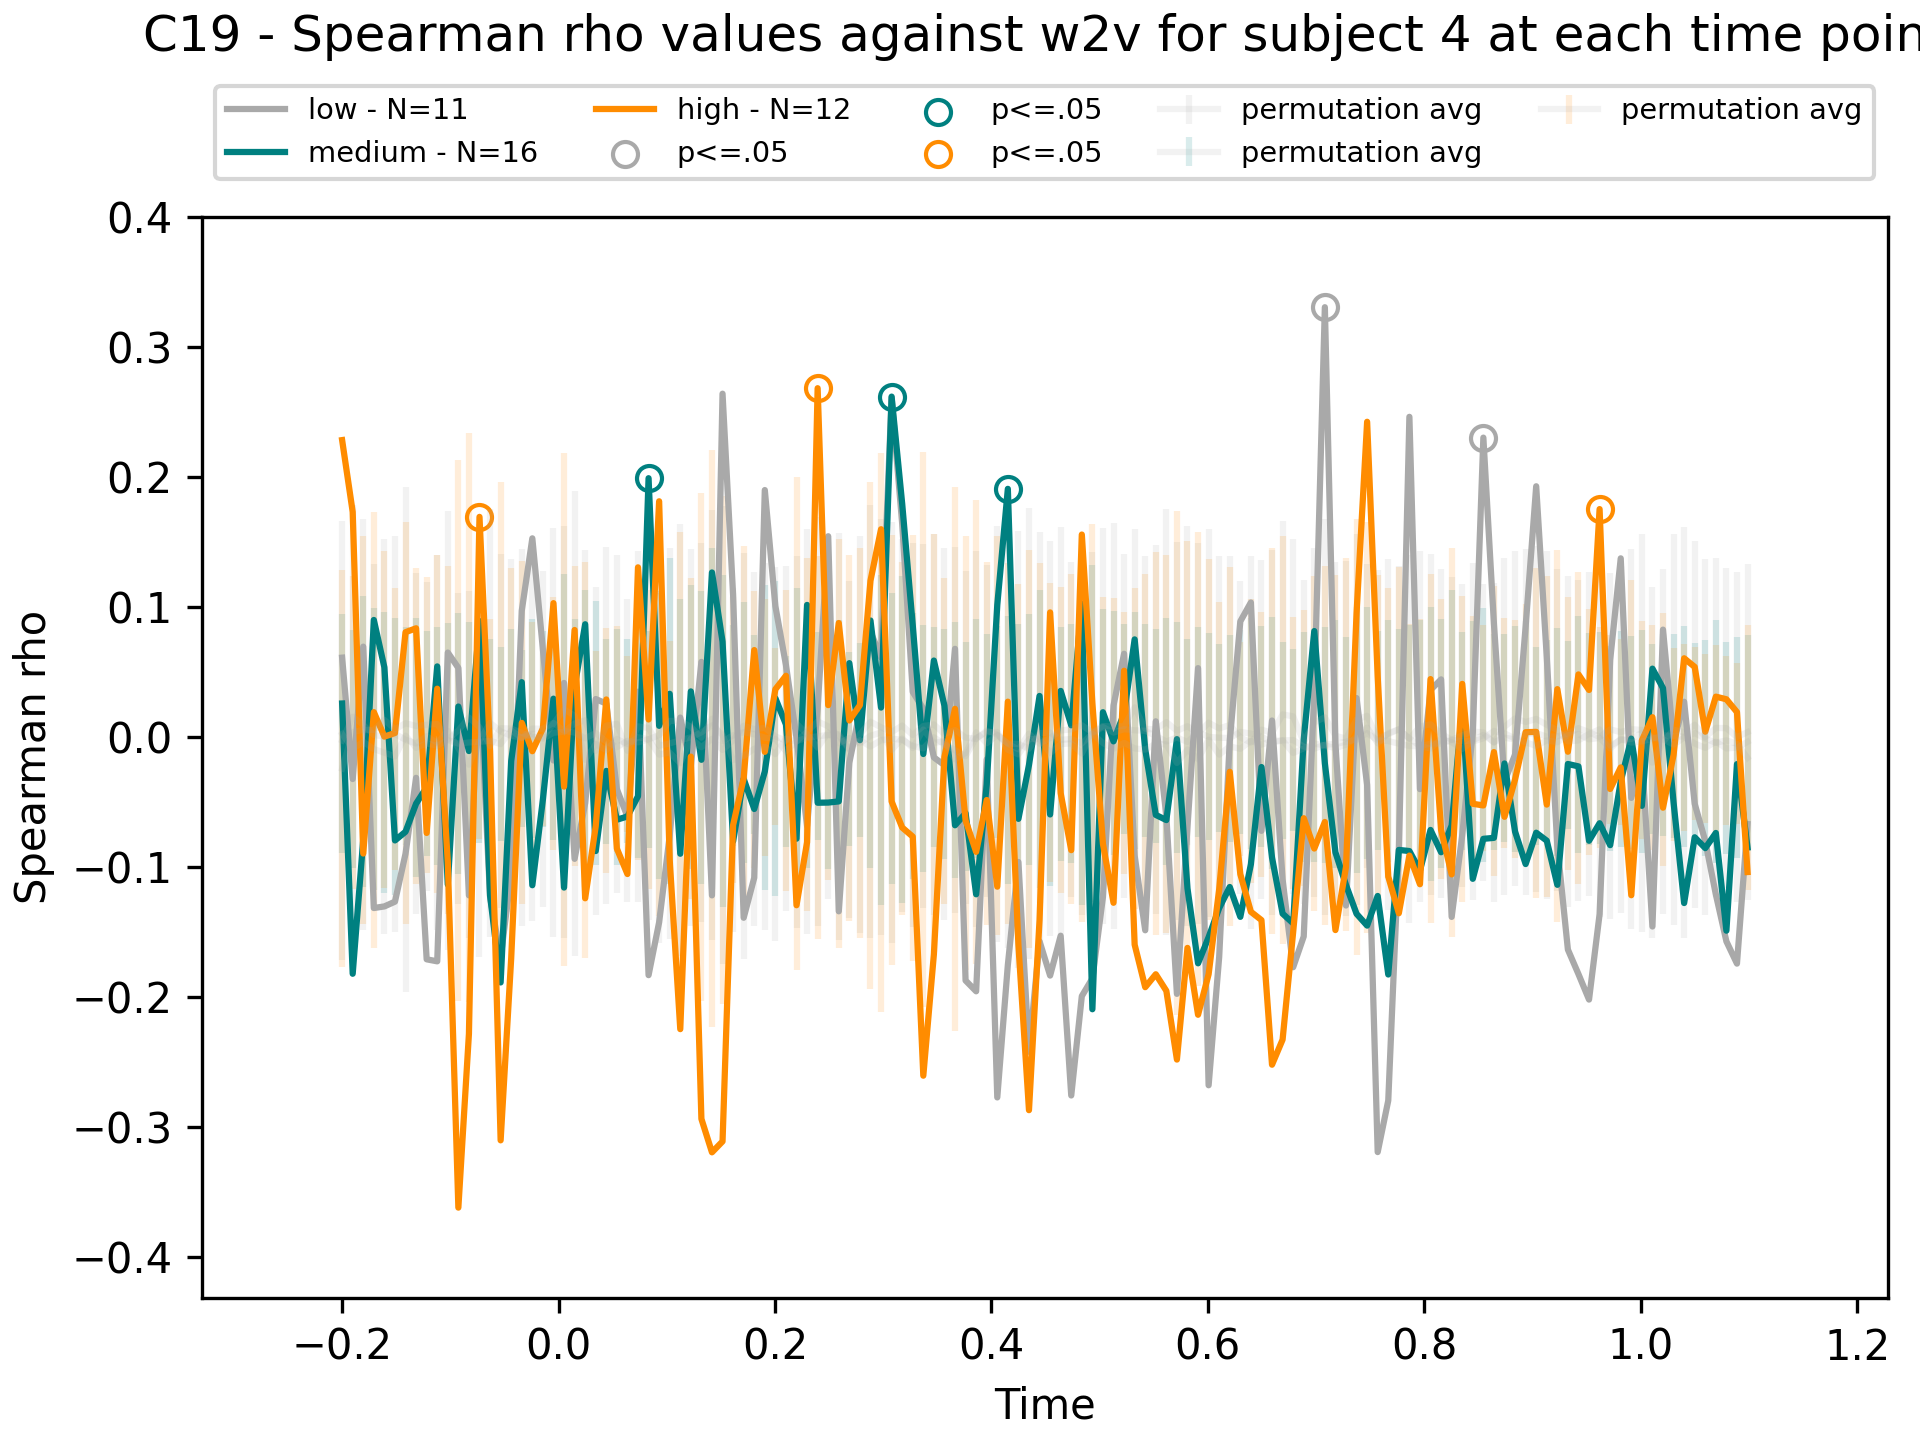 C19 - Spearman rho values against w2v for subject 4 at each time poin
low - N=11
medium - N=16
high - N=12
p<=.05
p<=.05
p<=.05
permutation avg
permutation avg
permutation avg
Spearman rho
0.4
0.3
0.2
0.1
0.0
−0.1
−0.2
−0.3
−0.4
−0.2 0.0 0.2 0.4 0.6 0.8 1.0 1.2
Time